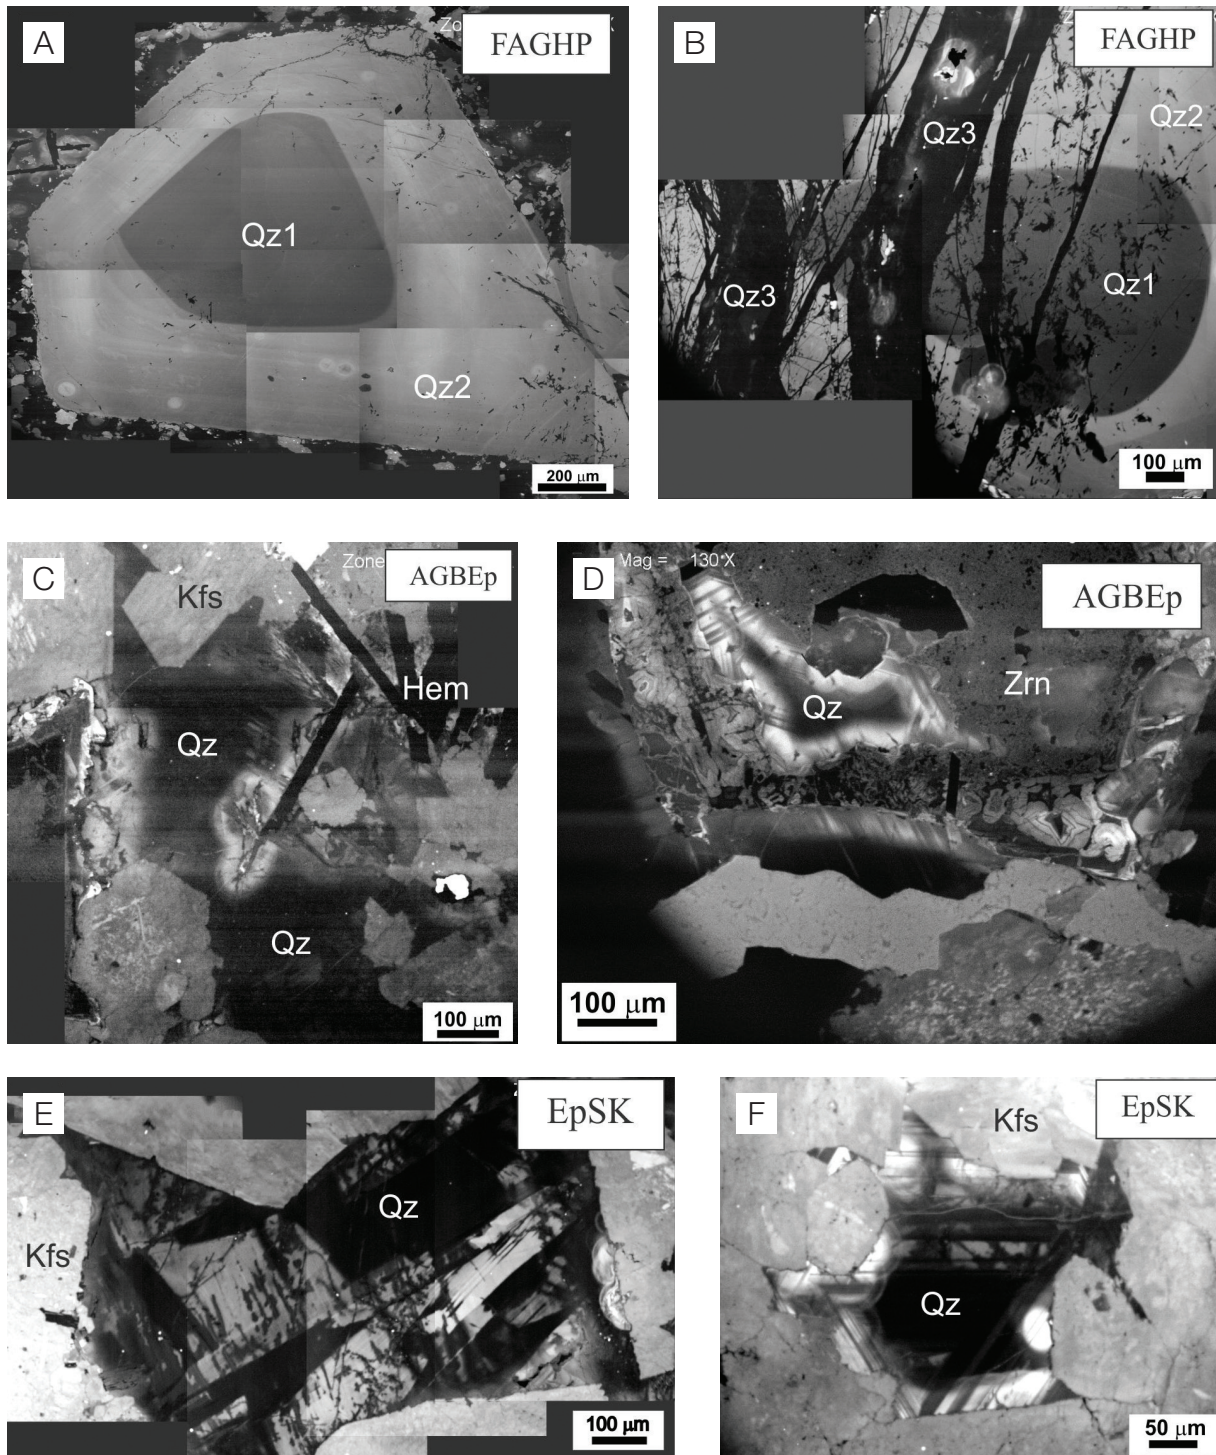 A
Zo
FAGHP
Qz1
Qz2
200 μm
B
FAGHP
Qz2
Qz3
Qz3
Qz1
100 μm
C
Kfs
Zone
AGBEp
Hem
Qz
Qz
100 μm
D
Mag = 130 X
AGBEp
Zrn
Qz
100 μm
E
EpSK
Qz
Kfs
100 μm
F
Kfs
EpSK
Qz
50 μm